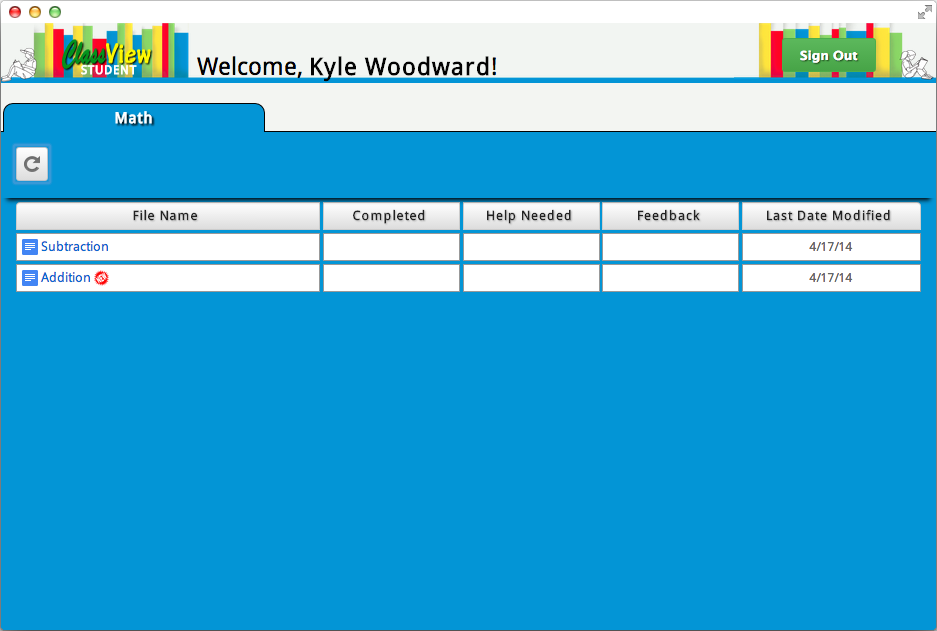 ClassView
STUDENT
Welcome, Kyle Woodward!
Sign Out
Math
File Name Completed Help Needed Feedback Last Date Modified
Subtraction 4/17/14
Addition 4/17/14